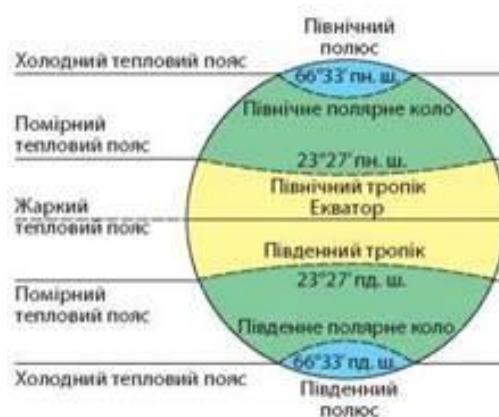 Північний
полюс
Холодний тепловий пояс
66°33′ пн. ш.
Північне полярне коло
Помірний
тепловий пояс
23°27′ пн. ш.
Північний тропік
Жаркий
тепловий пояс
Екватор
Південний тропік
23°27′ пд. ш.
Помірний
тепловий пояс
Південне полярне коло
66°33′ пд. ш.
Холодний тепловий пояс
Південний
полюс